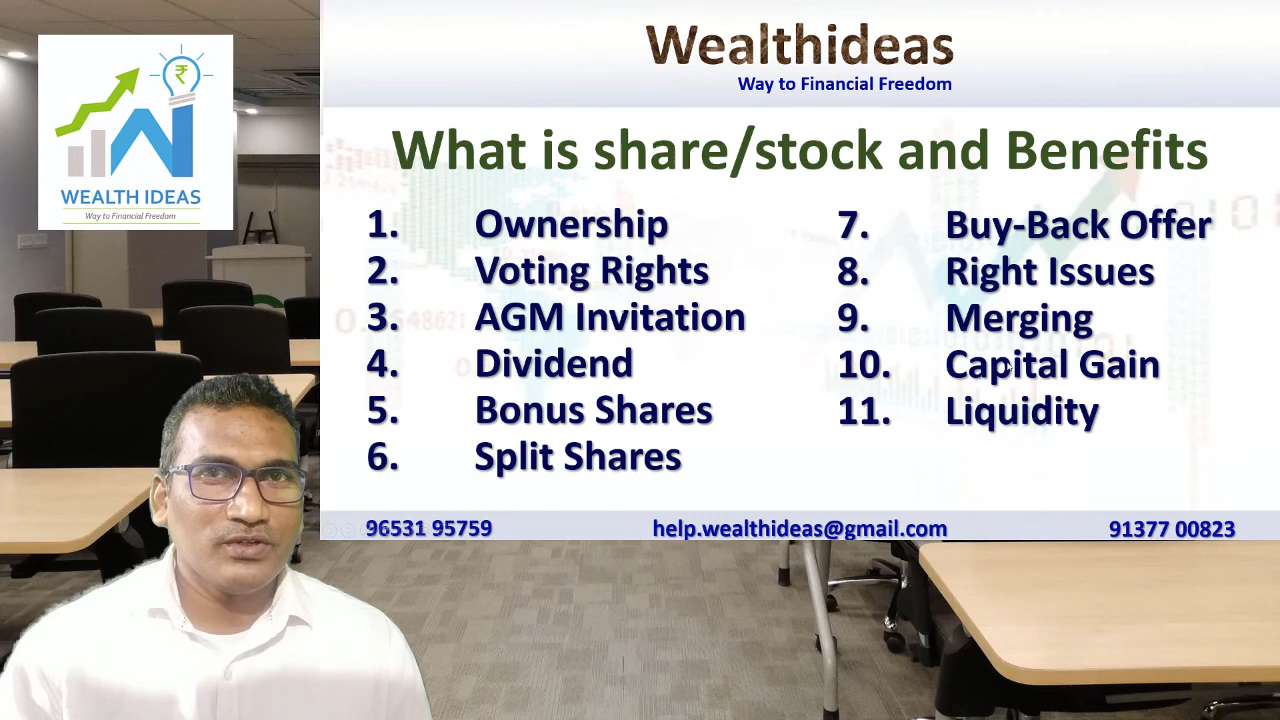 WEALTH IDEAS
Way to Financial Freedom
Wealthideas
Way to Financial Freedom
What is share/stock and Benefits
1. Ownership
2. Voting Rights
3. AGM Invitation
4. Dividend
5. Bonus Shares
6. Split Shares
7. Buy-Back Offer
8. Right Issues
9. Merging
10. Capital Gain
11. Liquidity
96531 95759
help.wealthideas@gmail.com
91377 00823